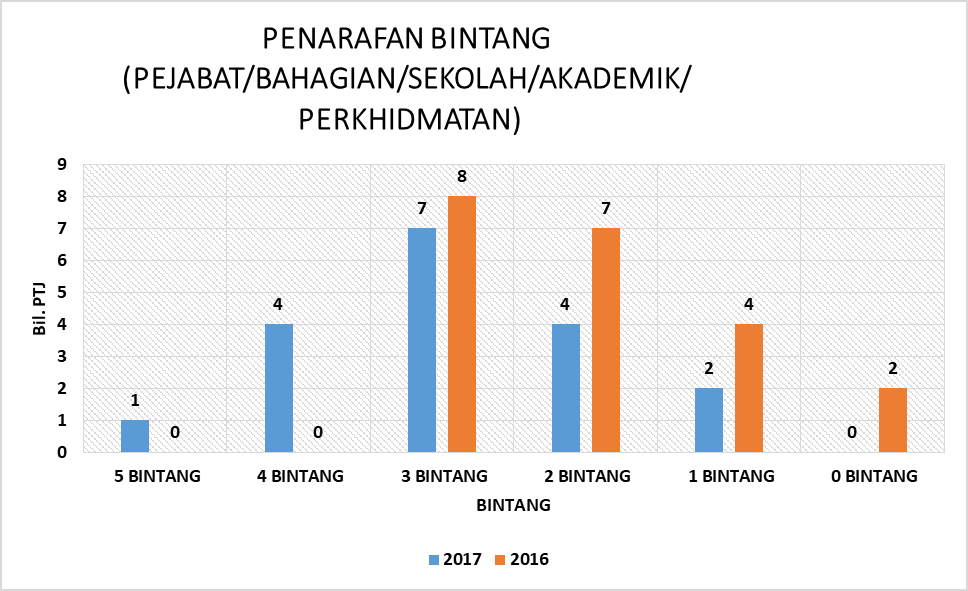 PENARAFAN BINTANG
(PEJABAT/BAHAGIAN/SEKOLAH/AKADEMIK/
PERKHIDMATAN)
Bil. PTJ
9
8
7
6
5
4
3
2
1
0
1
0
4
0
7
8
4
7
2
4
0
2
5 BINTANG
4 BINTANG
3 BINTANG
2 BINTANG
1 BINTANG
0 BINTANG
BINTANG
2017
2016